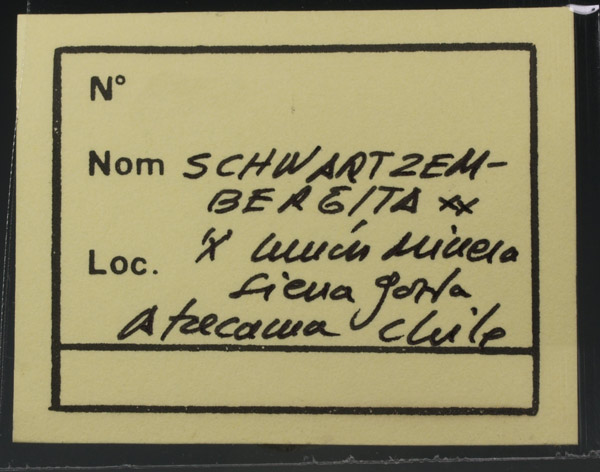 N°
Nom SCHWARTZEM-
BERGITA xx
Loc. "X Unión Minera
Sierra Gorda
Atacama Chile